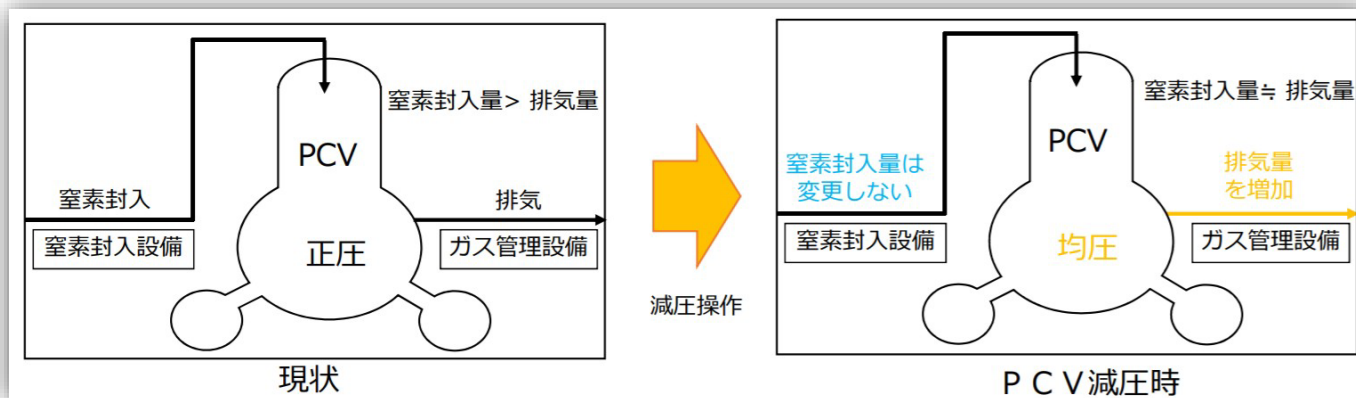 窒素封入量> 排気量
PCV
窒素封入
排気
窒素封入設備
正圧
ガス管理設備
現状
減圧操作
窒素封入量≒ 排気量
PCV
窒素封入量は
変更しない
排気量
を増加
窒素封入設備
均圧
ガス管理設備
ＰＣＶ減圧時